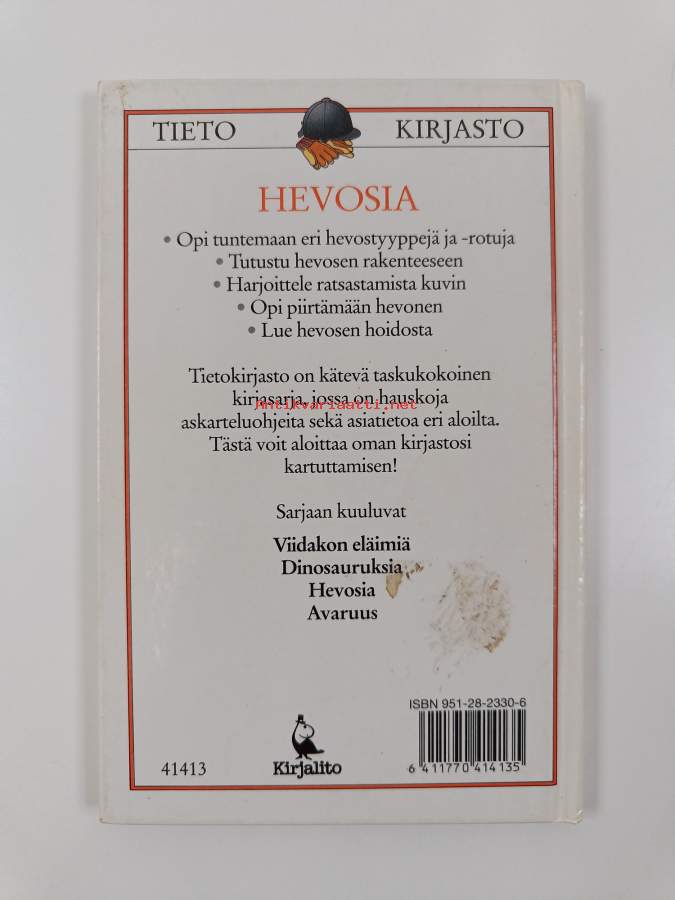 TIETO KIRJASTO
HEVOSIA
• Opi tuntemaan eri hevostyyppejä ja -rotuja
• Tutustu hevosen rakenteeseen
• Harjoittele ratsastamista kuvin
• Opi piirtämään hevonen
• Lue hevosen hoidosta
Tietokirjasto on kätevä taskukokoinen
kirjasarja, jossa on hauskoja
Antikvariaatti.net
askarteluohjeita sekä asiatietoa eri aloilta.
Tästä voit aloittaa oman kirjastosi
kartuttamisen!
Sarjaan kuuluvat
Viidakon eläimiä
Dinosauruksia
Hevosia
Avaruus
ISBN 951-28-2330-6
41413
Kirjalito
6 411770 414135